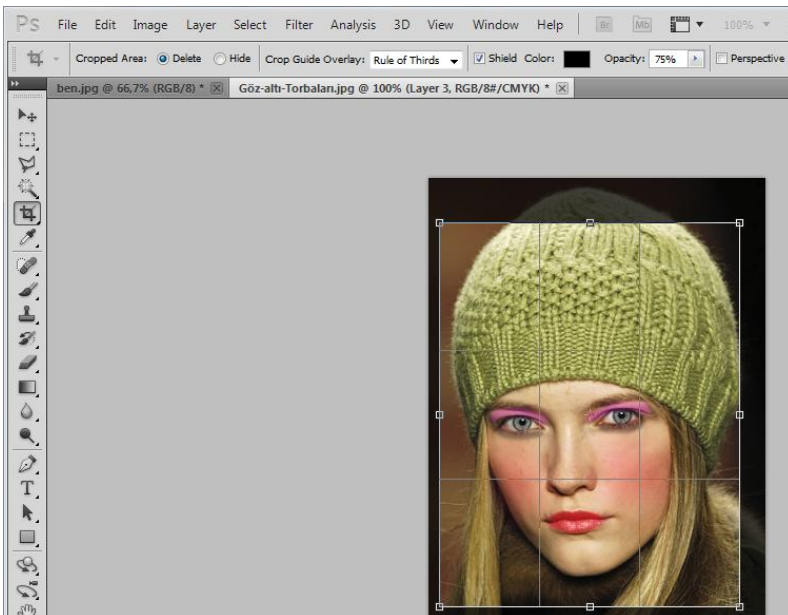 Ps File Edit Image Layer Select Filter Analysis 3D View Window Help Br Mb 100%
Cropped Area: Delete Hide Crop Guide Overlay: Rule of Thirds Shield Color: Opacity: 75% Perspective
ben.jpg @ 66,7% (RGB/8) * Göz-altı-Torbaları.jpg @ 100% (Layer 3, RGB/8#/CMYK) *
T